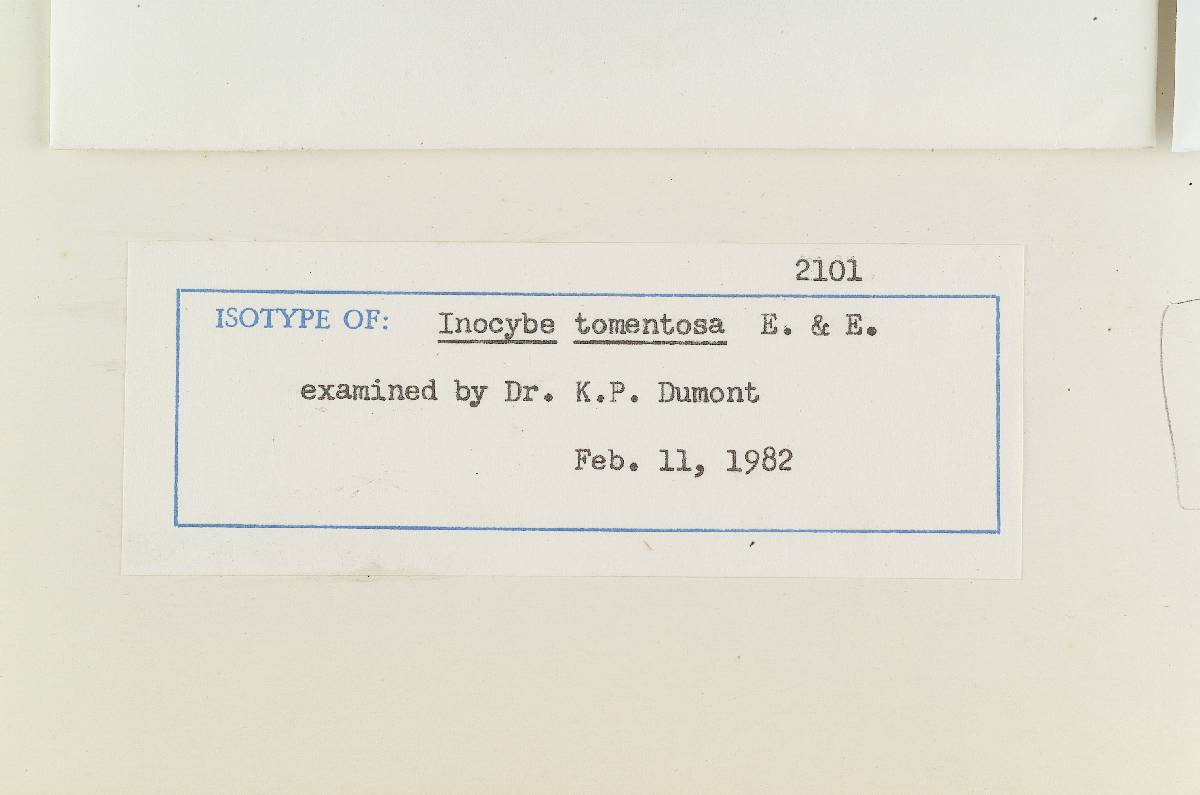 2101
ISOTYPE OF: Inocybe tomentosa E. & E.
examined by Dr. K.P. Dumont
Feb. 11, 1982